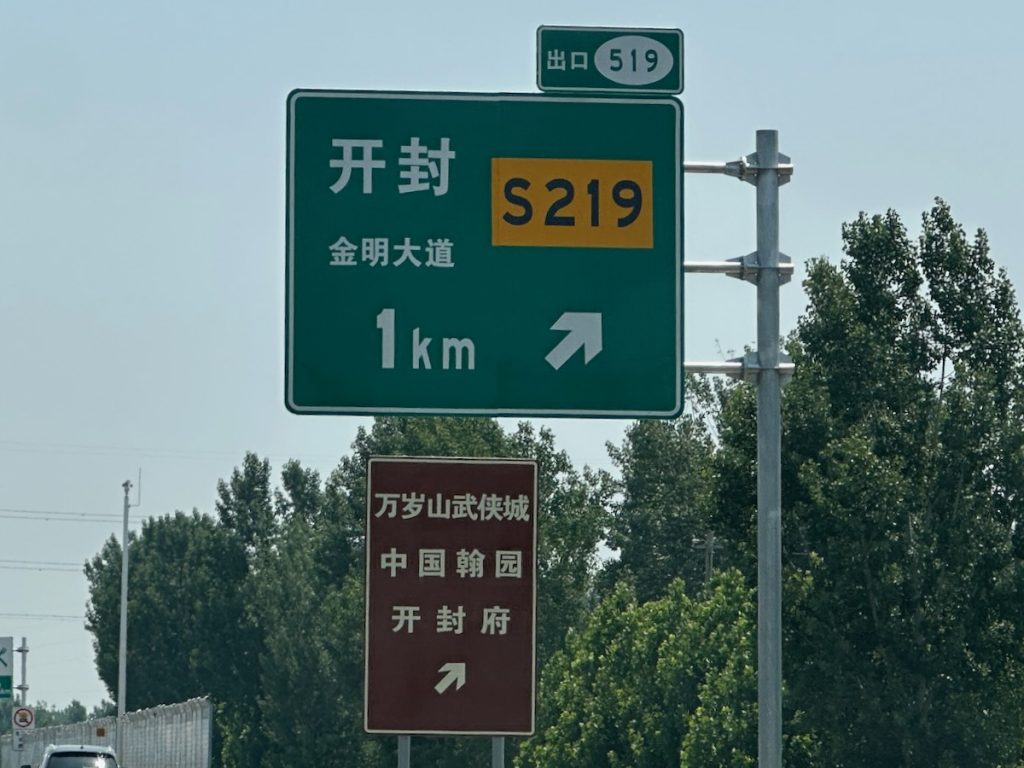 出口 519
开封
S219
金明大道
1km
万岁山武侠城
中国翰园
开封府